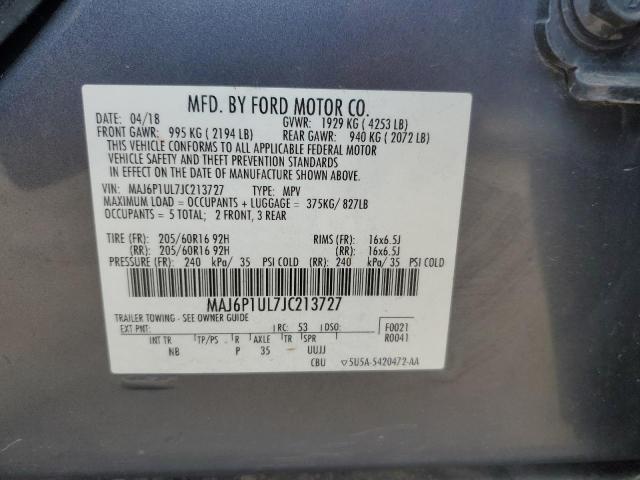 MFD. BY FORD MOTOR CO.
DATE: 04/18 GVWR: 1929 KG ( 4253 LB)
FRONT GAWR: 995 KG ( 2194 LB) REAR GAWR: 940 KG ( 2072 LB)
THIS VEHICLE CONFORMS TO ALL APPLICABLE FEDERAL MOTOR
VEHICLE SAFETY AND THEFT PREVENTION STANDARDS
IN EFFECT ON THE DATE OF MANUFACTURE SHOWN ABOVE.
VIN: MAJ6P1UL7JC213727 TYPE: MPV
MAXIMUM LOAD = OCCUPANTS + LUGGAGE = 375KG/ 827LB
OCCUPANTS = 5 TOTAL; 2 FRONT, 3 REAR
TIRE (FR): 205/60R16 92H RIMS (FR): 16x6.5J
(RR): 205/60R16 92H (RR): 16x6.5J
PRESSURE (FR): 240 kPa/ 35 PSI COLD (RR): 240 kPa/ 35 PSI COLD
MAJ6P1UL7JC213727
TRAILER TOWING - SEE OWNER GUIDE
EXT PNT: RC: 53 DSO: F0021
INT TR TP/PS R AXLE TR SPR R0041
NB P 35 UUJJ
CBU ▽5U5A-5420472-AA